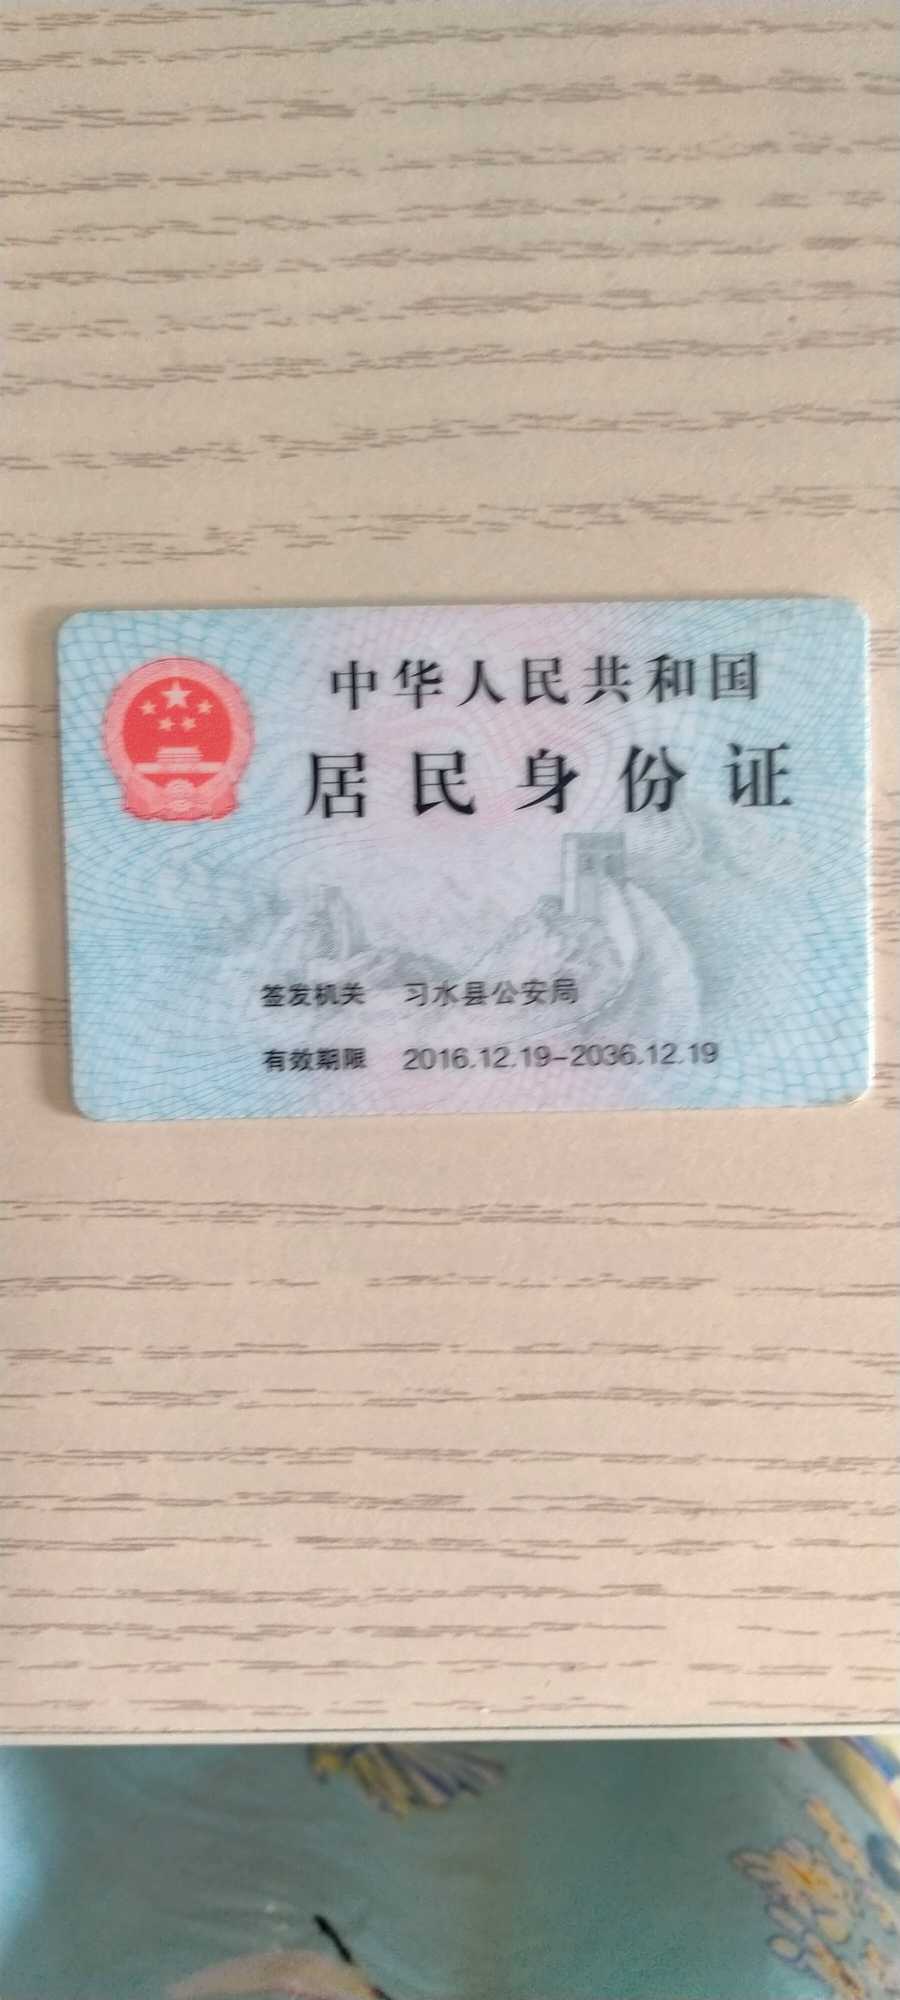 中华人民共和国
居民身份证
签发机关 习水县公安局
有效期限 2016.12.19-2036.12.19